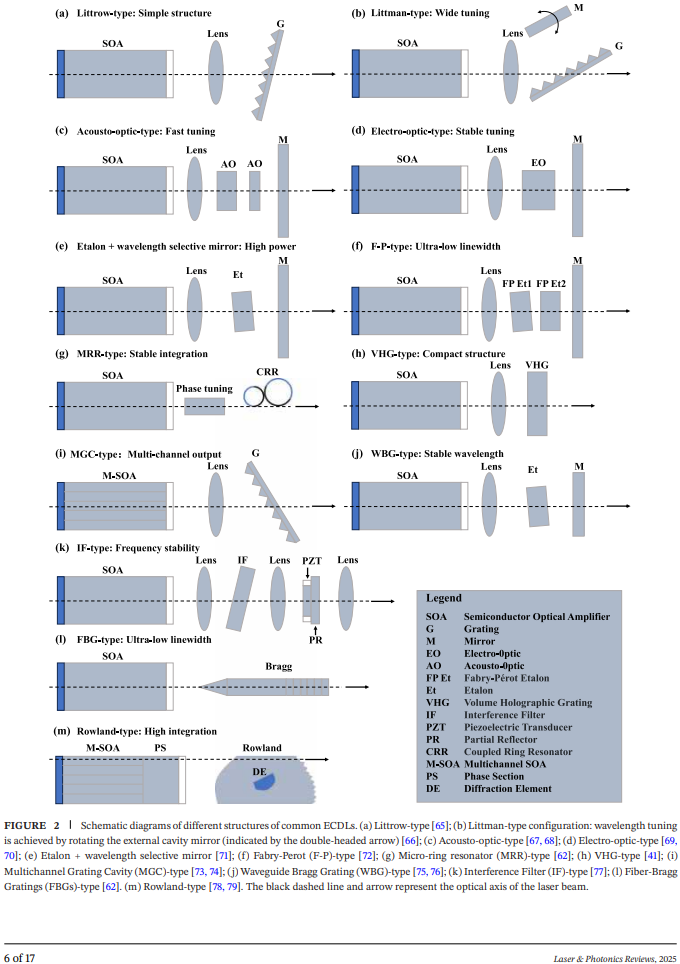 (a) Littrow-type: Simple structure
SOA
Lens
G
(b) Littman-type: Wide tuning
SOA
Lens
M
G
(c) Acousto-optic-type: Fast tuning
SOA
Lens
AO
AO
M
(d) Electro-optic-type: Stable tuning
SOA
Lens
EO
M
(e) Etalon + wavelength selective mirror: High power
SOA
Lens
Et
M
(f) F-P-type: Ultra-low linewidth
SOA
Lens
FP Et1
FP Et2
M
(g) MRR-type: Stable integration
SOA
Phase tuning
CRR
(h) VHG-type: Compact structure
SOA
Lens
VHG
(i) MGC-type: Multi-channel output
M-SOA
Lens
G
(j) WBG-type: Stable wavelength
SOA
Lens
Et
M
(k) IF-type: Frequency stability
SOA
Lens
IF
Lens
PZT
Lens
PR
(l) FBG-type: Ultra-low linewidth
SOA
Bragg
(m) Rowland-type: High integration
M-SOA
PS
Rowland
DE
Legend
SOA Semiconductor Optical Amplifier
G Grating
M Mirror
EO Electro-0ptic
AO Acousto-0ptic
FP Et Fabry-Pérot Etalon
Et Etalon
VHG Volume Holographic Grating
IF Interference Filter
PZT Piezoelectric Transducer
PR Partial Reflector
CRR Coupled Ring Resonator
M-SOA Multichannel SOA
PS Phase Section
DE Diffraction Element
FIGURE 2 | Schematic diagrams of different structures of common ECDLs. (a) Littrow-type [65]; (b) Littman-type configuration: wavelength tuning
is achieved by rotating the external cavity mirror (indicated by the double-headed arrow) [66]; (c) Acousto-optic-type [67, 68]; (d) Electro-optic-type [69,
70]; (e) Etalon + wavelength selective mirror [71]; (f) Fabry-Perot (F-P)-type [72]; (g) Micro-ring resonator (MRR)-type [62]; (h) VHG-type [41]; (i)
Multichannel Grating Cavity (MGC)-type [73, 74]; (j) Waveguide Bragg Grating (WBG)-type [75, 76]; (k) Interference Filter (IF)-type [77]; (l) Fiber-Bragg
Gratings (FBGs)-type [62]. (m) Rowland-type [78, 79]. The black dashed line and arrow represent the optical axis of the laser beam.
6 of 17
Laser & Photonics Reviews, 2025